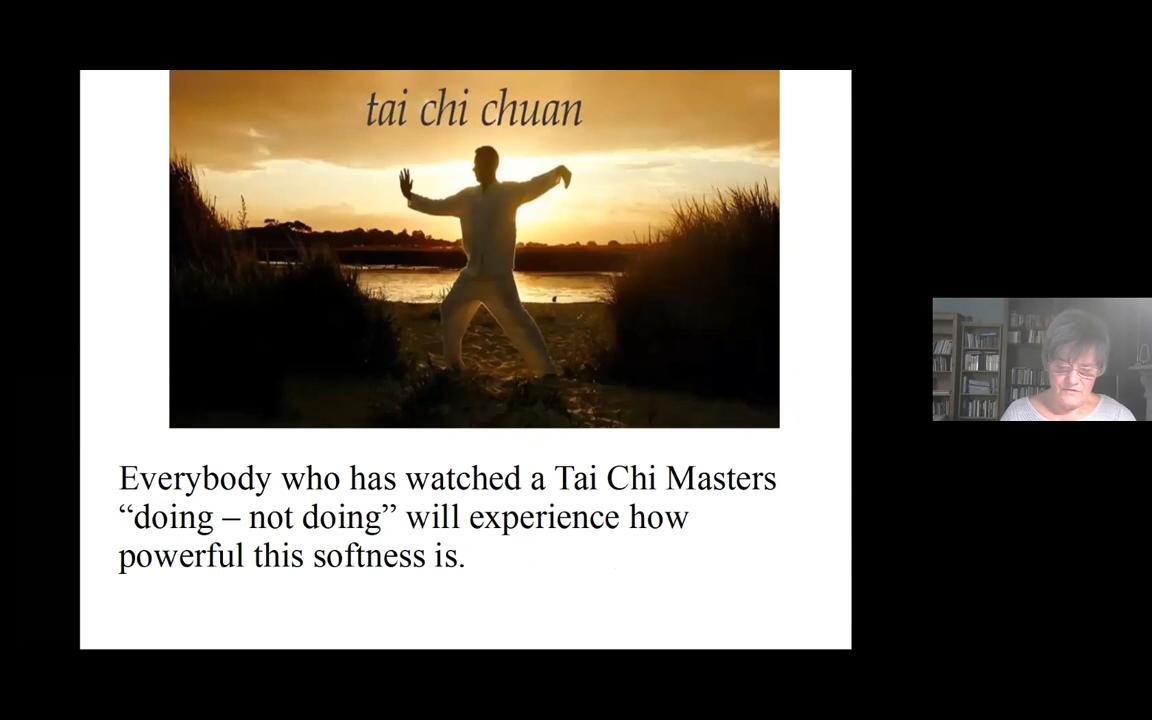 tai chi chuan
Everybody who has watched a Tai Chi Masters
“doing – not doing” will experience how
powerful this softness is.